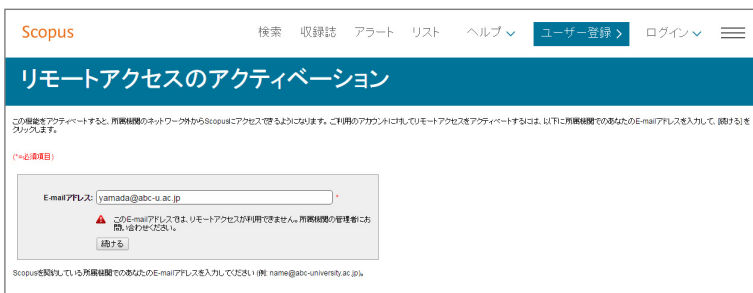 Scopus
検索 収録誌 アラート リスト ヘルプ ユーザー登録 ログイン
リモートアクセスのアクティベーション
この機能をアクティベートすると、所属機関のネットワーク外からScopusにアクセスできるようになります。ご利用のアカウントに対してリモートアクセスをアクティベートするには、以下に所属機関でのあなたのE-mailアドレスを入力して、[続ける]を
クリックします。
(*=必須項目)
E-mailアドレス: yamada@abc-u.ac.jp *
このE-mailアドレスでは、リモートアクセスが利用できません。所属機関の管理者にお
問い合わせください。
続ける
Scopusを契約している所属機関でのあなたのE-mailアドレスを入力してください (例: name@abc-university.ac.jp)。